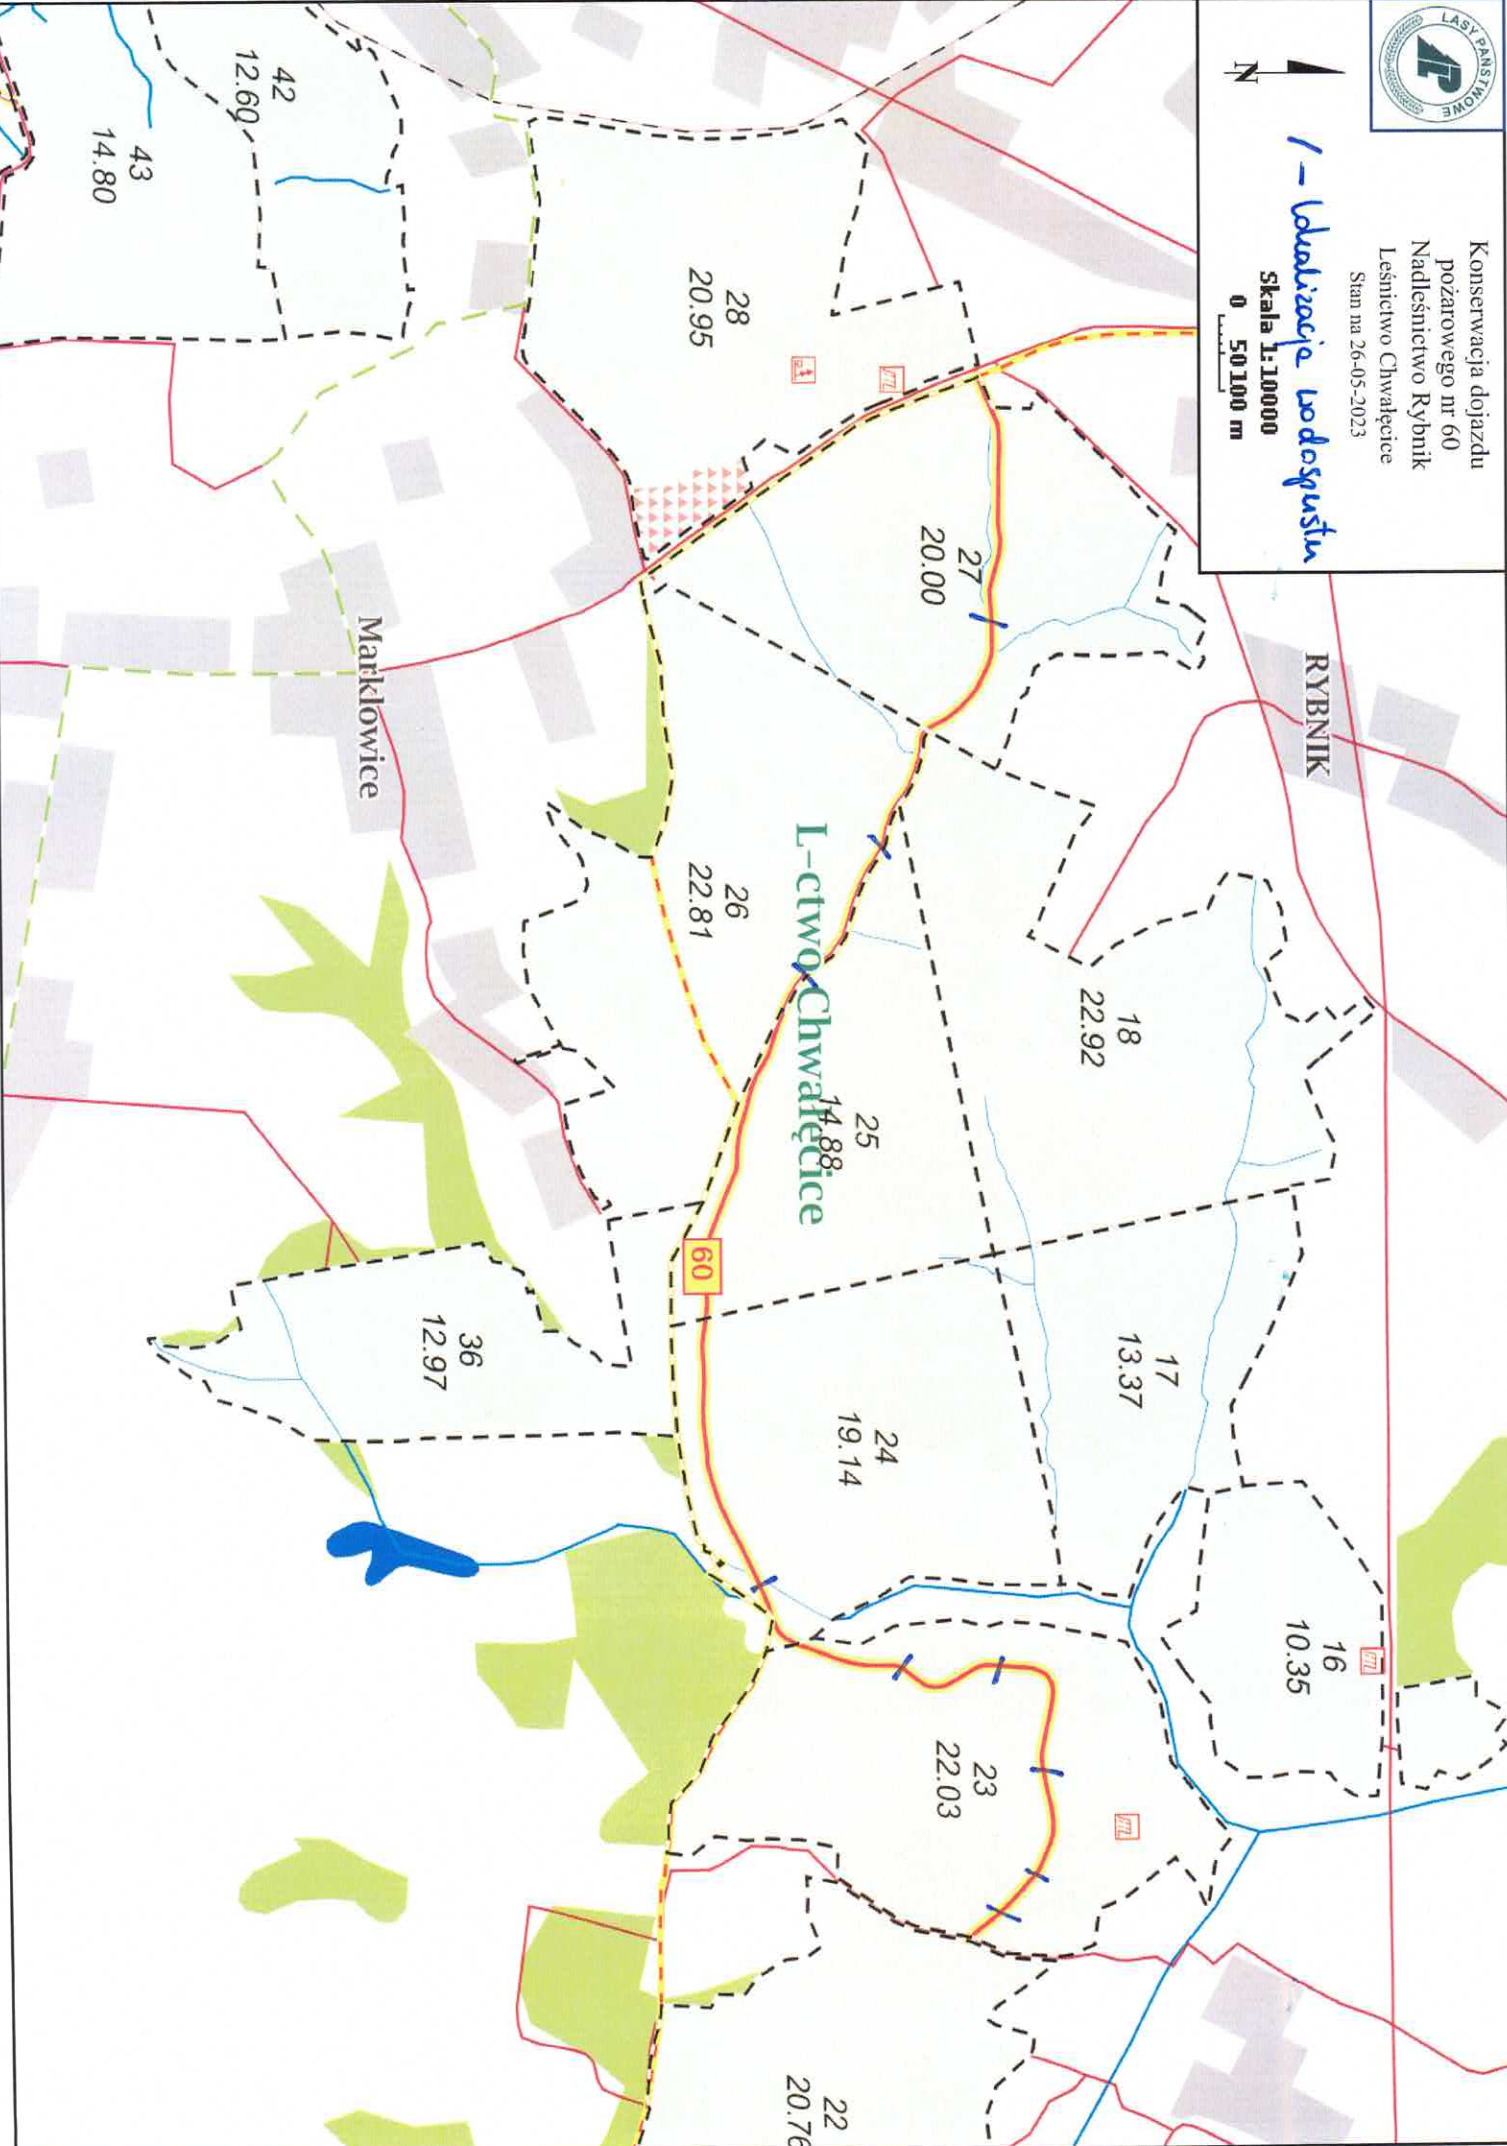 LASY PAŃSTWOWE
Konserwacja dojazdu
pożarowego nr 60
Nadleśnictwo Rybnik
Leśnictwo Chwałęcice
Stan na 26-05-2023
N
/ - Lokalizacja wodospustu
Skala 1:10000
0 50 100 m
RYBNIK
42
12.60
43
14.80
28
20.95
27
20.00
Marklowice
26
22.81
L-ctwo Chwałęcice
18
22.92
25
14.88
60
17
13.37
36
12.97
24
19.14
16
10.35
23
22.03
22
20.76